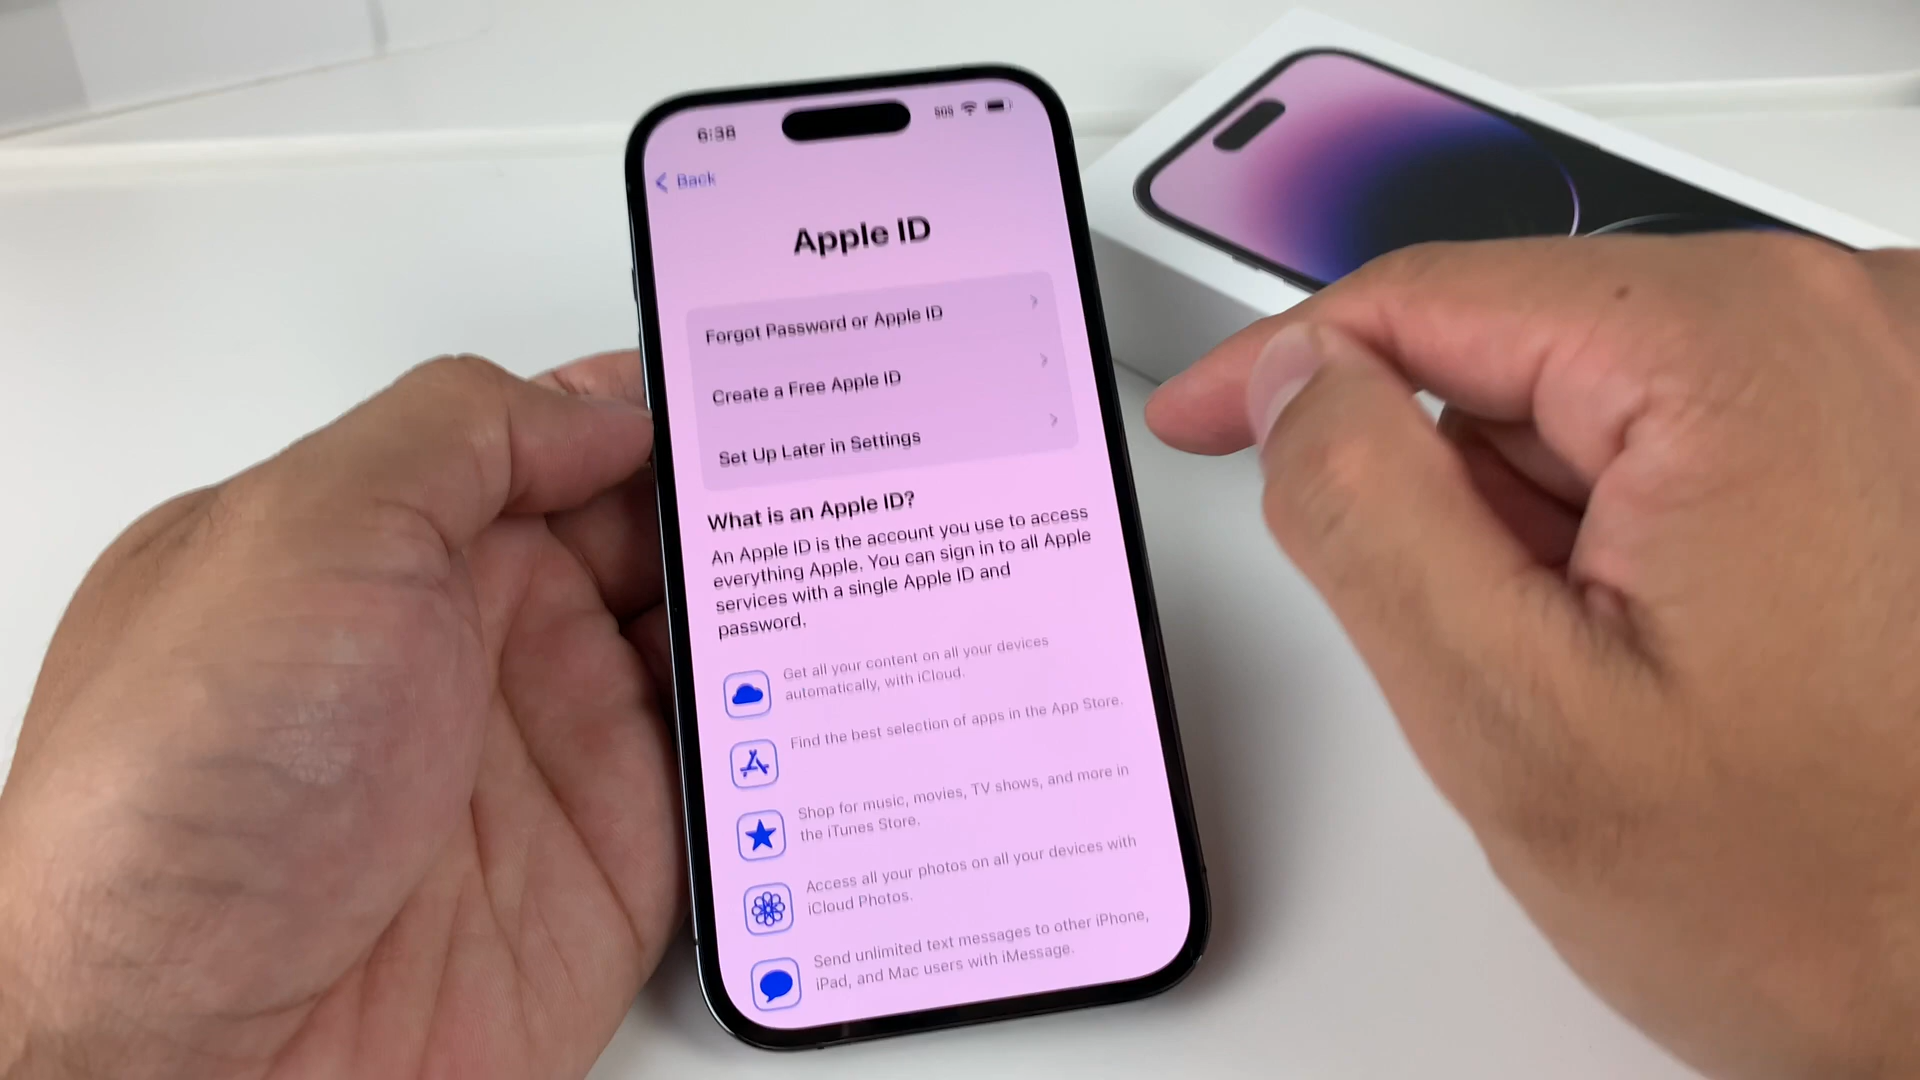 6:38
SOS
Back
Apple ID
Forgot Password or Apple ID
Create a Free Apple ID
Set Up Later in Settings
What is an Apple ID?
An Apple ID is the account you use to access
everything Apple. You can sign in to all Apple
services with a single Apple ID and
password.
Get all your content on all your devices
automatically, with iCloud.
Find the best selection of apps in the App Store.
Shop for music, movies, TV shows, and more in
the iTunes Store.
Access all your photos on all your devices with
iCloud Photos.
Send unlimited text messages to other iPhone,
iPad, and Mac users with iMessage.